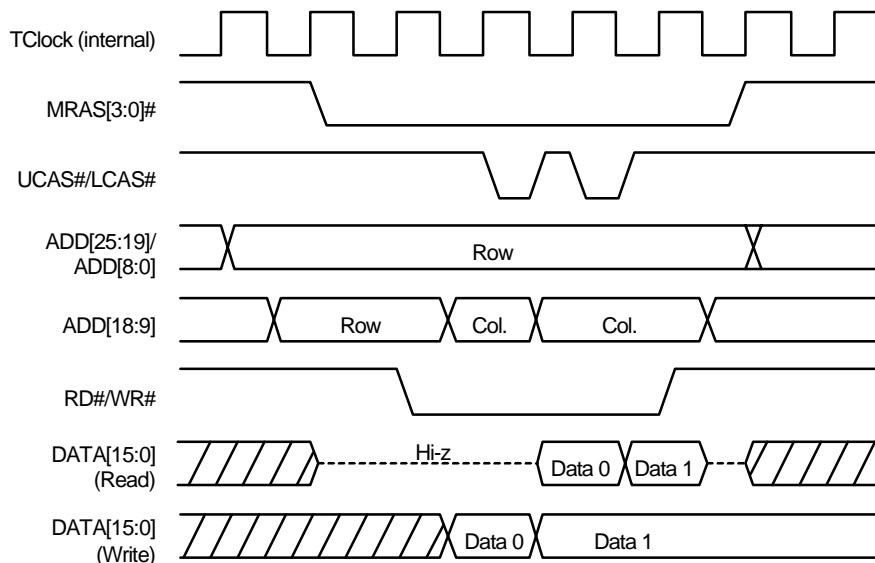 TClock (internal)
MRAS[3:0]#
UCAS#/LCAS#
ADD[25:19]/
ADD[8:0]
Row
ADD[18:9]
Row
Col.
Col.
RD#/WR#
DATA[15:0]
(Read)
Hi-z
Data 0
Data 1
DATA[15:0]
(Write)
Data 0
Data 1